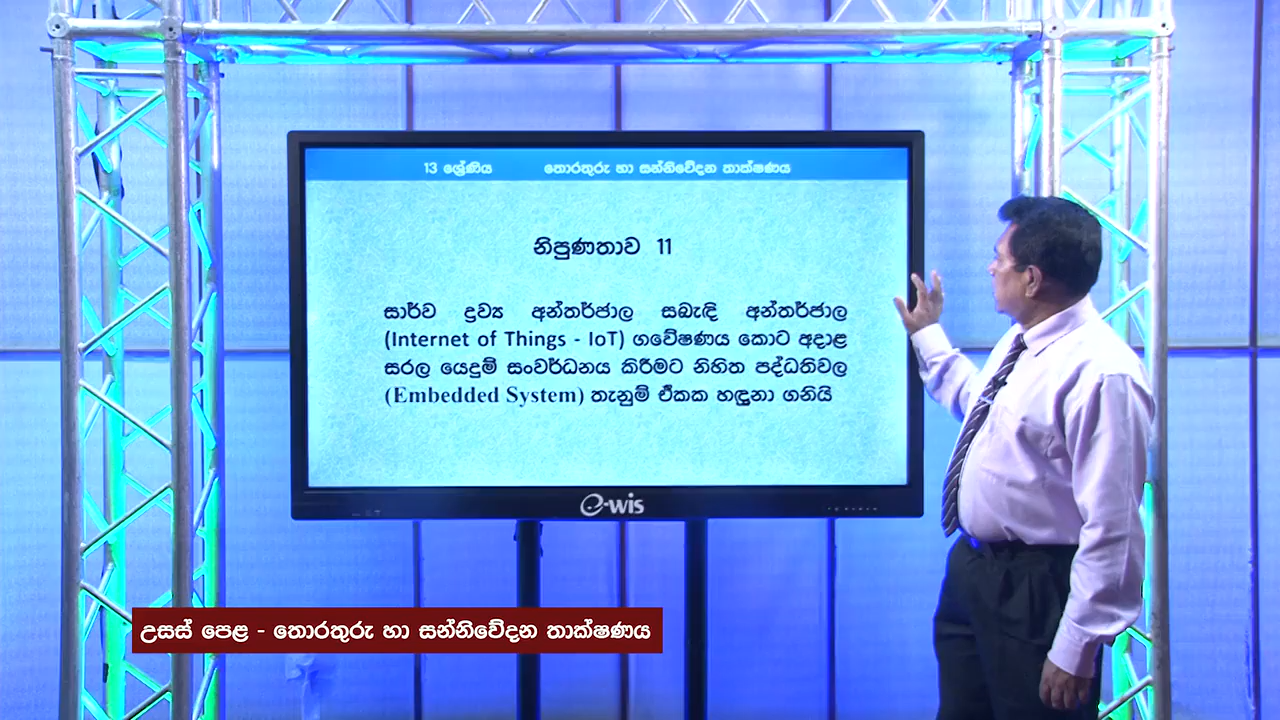 13 ශ්‍රේණිය තොරතුරු හා සන්නිවේදන තාක්ෂණය
නිපුණතාව 11
සාර්ව ද්‍රව්‍ය අන්තර්ජාල සබැඳි අන්තර්ජාල
(Internet of Things - IoT) ගවේෂණය කොට අදාළ
සරල යෙදුම් සංවර්ධනය කිරීමට නිහිත පද්ධතිවල
(Embedded System) තැනුම් ඒකක හඳුනා ගනියි
e-wis
උසස් පෙළ - තොරතුරු හා සන්නිවේදන තාක්ෂණය